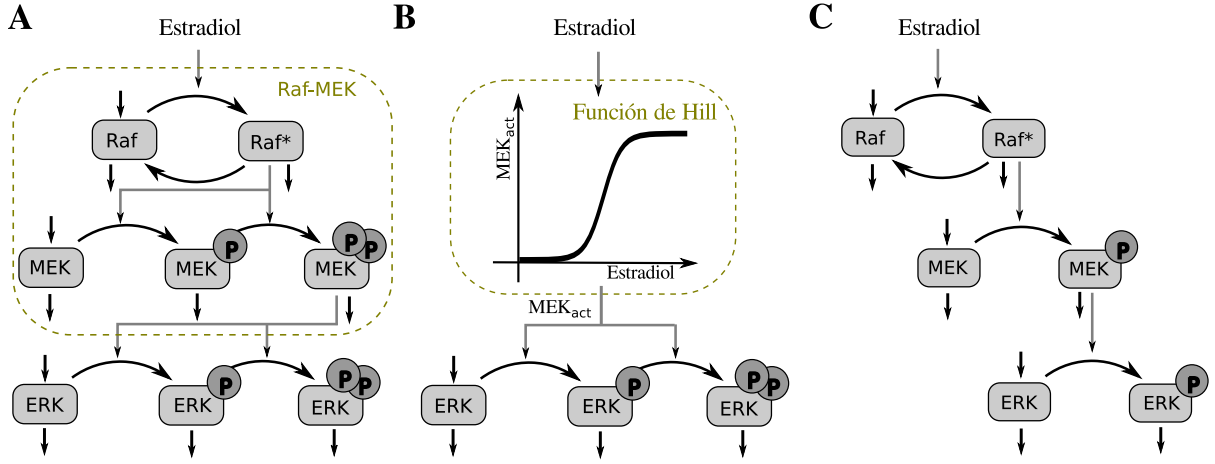 A
Estradiol
Raf-MEK
Raf
Raf*
MEK
MEK
P
MEK
P
P
ERK
ERK
P
ERK
P
P
B
Estradiol
Función de Hill
MEKact
Estradiol
MEKact
ERK
ERK
P
ERK
P
P
C
Estradiol
Raf
Raf*
MEK
MEK
P
ERK
ERK
P